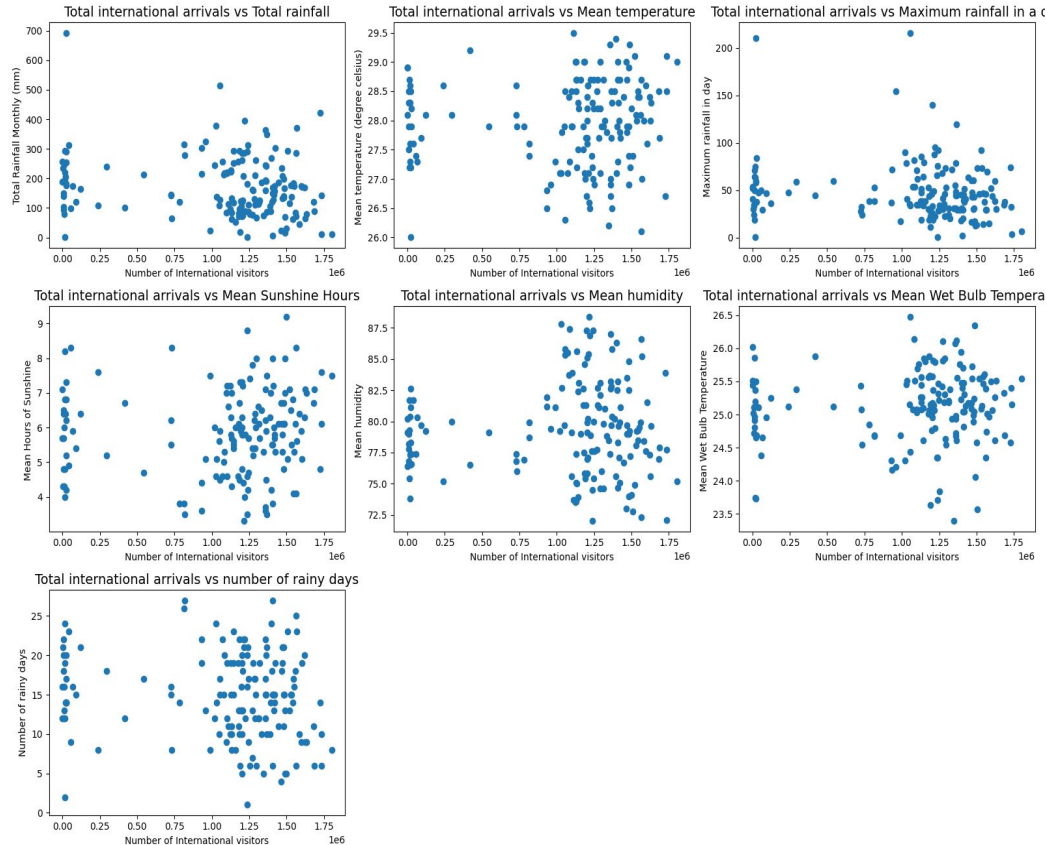 Total international arrivals vs Total rainfall
700
600
500
400
300
200
100
0
Total Rainfall Monthly (mm)
0.00 0.25 0.50 0.75 1.00 1.25 1.50 1.75
1e6
Number of International visitors
Total international arrivals vs Mean temperature
29.5
29.0
28.5
28.0
27.5
27.0
26.5
26.0
Mean temperature (degree celsius)
0.00 0.25 0.50 0.75 1.00 1.25 1.50 1.75
1e6
Number of International visitors
Total international arrivals vs Maximum rainfall in a d
200
150
100
50
0
Maximum rainfall in day
0.00 0.25 0.50 0.75 1.00 1.25 1.50 1.75
1e6
Number of International visitors
Total international arrivals vs Mean Sunshine Hours
9
8
7
6
5
4
Mean Hours of Sunshine
0.00 0.25 0.50 0.75 1.00 1.25 1.50 1.75
1e6
Number of International visitors
Total international arrivals vs Mean humidity
87.5
85.0
82.5
80.0
77.5
75.0
72.5
Mean humidity
0.00 0.25 0.50 0.75 1.00 1.25 1.50 1.75
1e6
Number of International visitors
Total international arrivals vs Mean Wet Bulb Tempera
26.5
26.0
25.5
25.0
24.5
24.0
23.5
Mean Wet Bulb Temperature
0.00 0.25 0.50 0.75 1.00 1.25 1.50 1.75
1e6
Number of International visitors
Total international arrivals vs number of rainy days
25
20
15
10
5
0
Number of rainy days
0.00 0.25 0.50 0.75 1.00 1.25 1.50 1.75
1e6
Number of International visitors